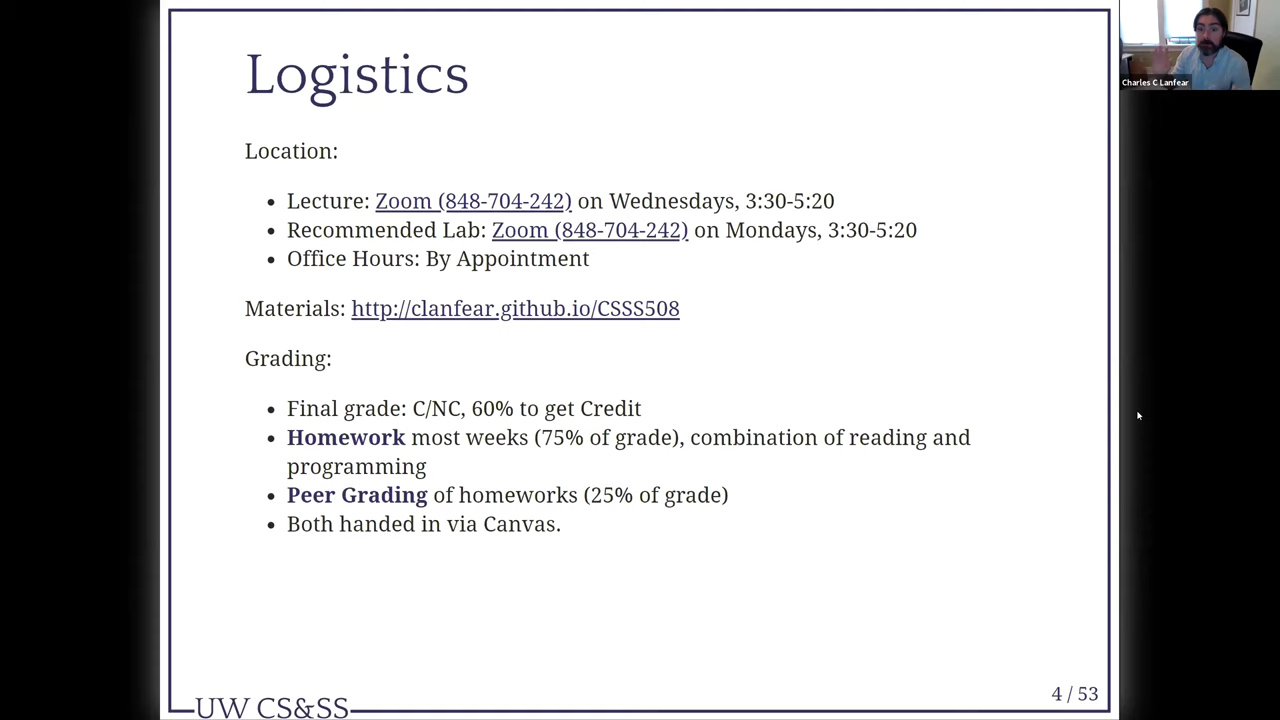 Logistics
Charles C Lanfear
Location:
• Lecture: Zoom (848-704-242) on Wednesdays, 3:30-5:20
• Recommended Lab: Zoom (848-704-242) on Mondays, 3:30-5:20
• Office Hours: By Appointment
Materials: http://clanfear.github.io/CSSS508
Grading:
• Final grade: C/NC, 60% to get Credit
• Homework most weeks (75% of grade), combination of reading and
programming
• Peer Grading of homeworks (25% of grade)
• Both handed in via Canvas.
4 / 53
UW CS&SS